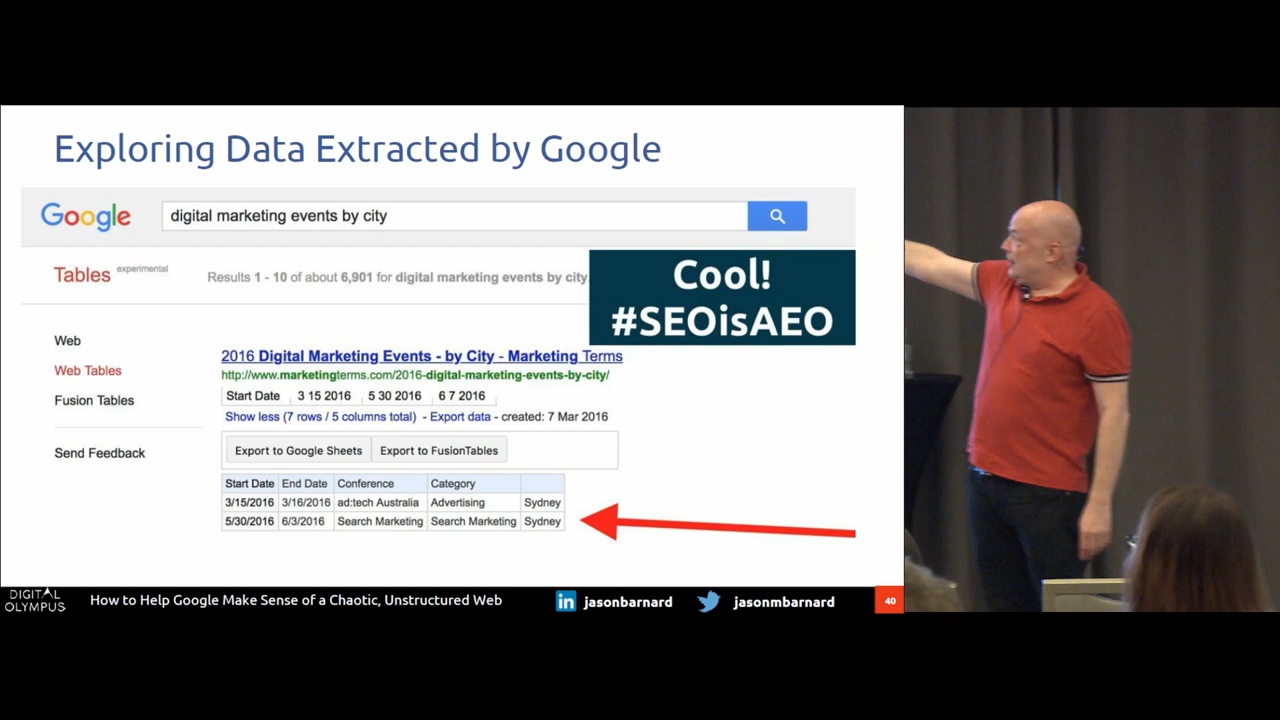 Exploring Data Extracted by Google
Google
digital marketing events by city
Tables experimental
Results 1 - 10 of about 6,901 for digital marketing events by city.
Cool!
#SEOisAEO
Web
Web Tables
Fusion Tables
Send Feedback
2016 Digital Marketing Events - by City - Marketing Terms
http://www.marketingterms.com/2016-digital-marketing-events-by-city/
Start Date 3 15 2016 5 30 2016 6 7 2016
Show less (7 rows / 5 columns total) - Export data - created: 7 Mar 2016
Export to Google Sheets Export to FusionTables
Start Date End Date Conference Category
3/15/2016 3/16/2016 ad:tech Australia Advertising Sydney
5/30/2016 6/3/2016 Search Marketing Search Marketing Sydney
DIGITAL
OLYMPUS
How to Help Google Make Sense of a Chaotic, Unstructured Web
in jasonbarnard jasonmbarnard 40